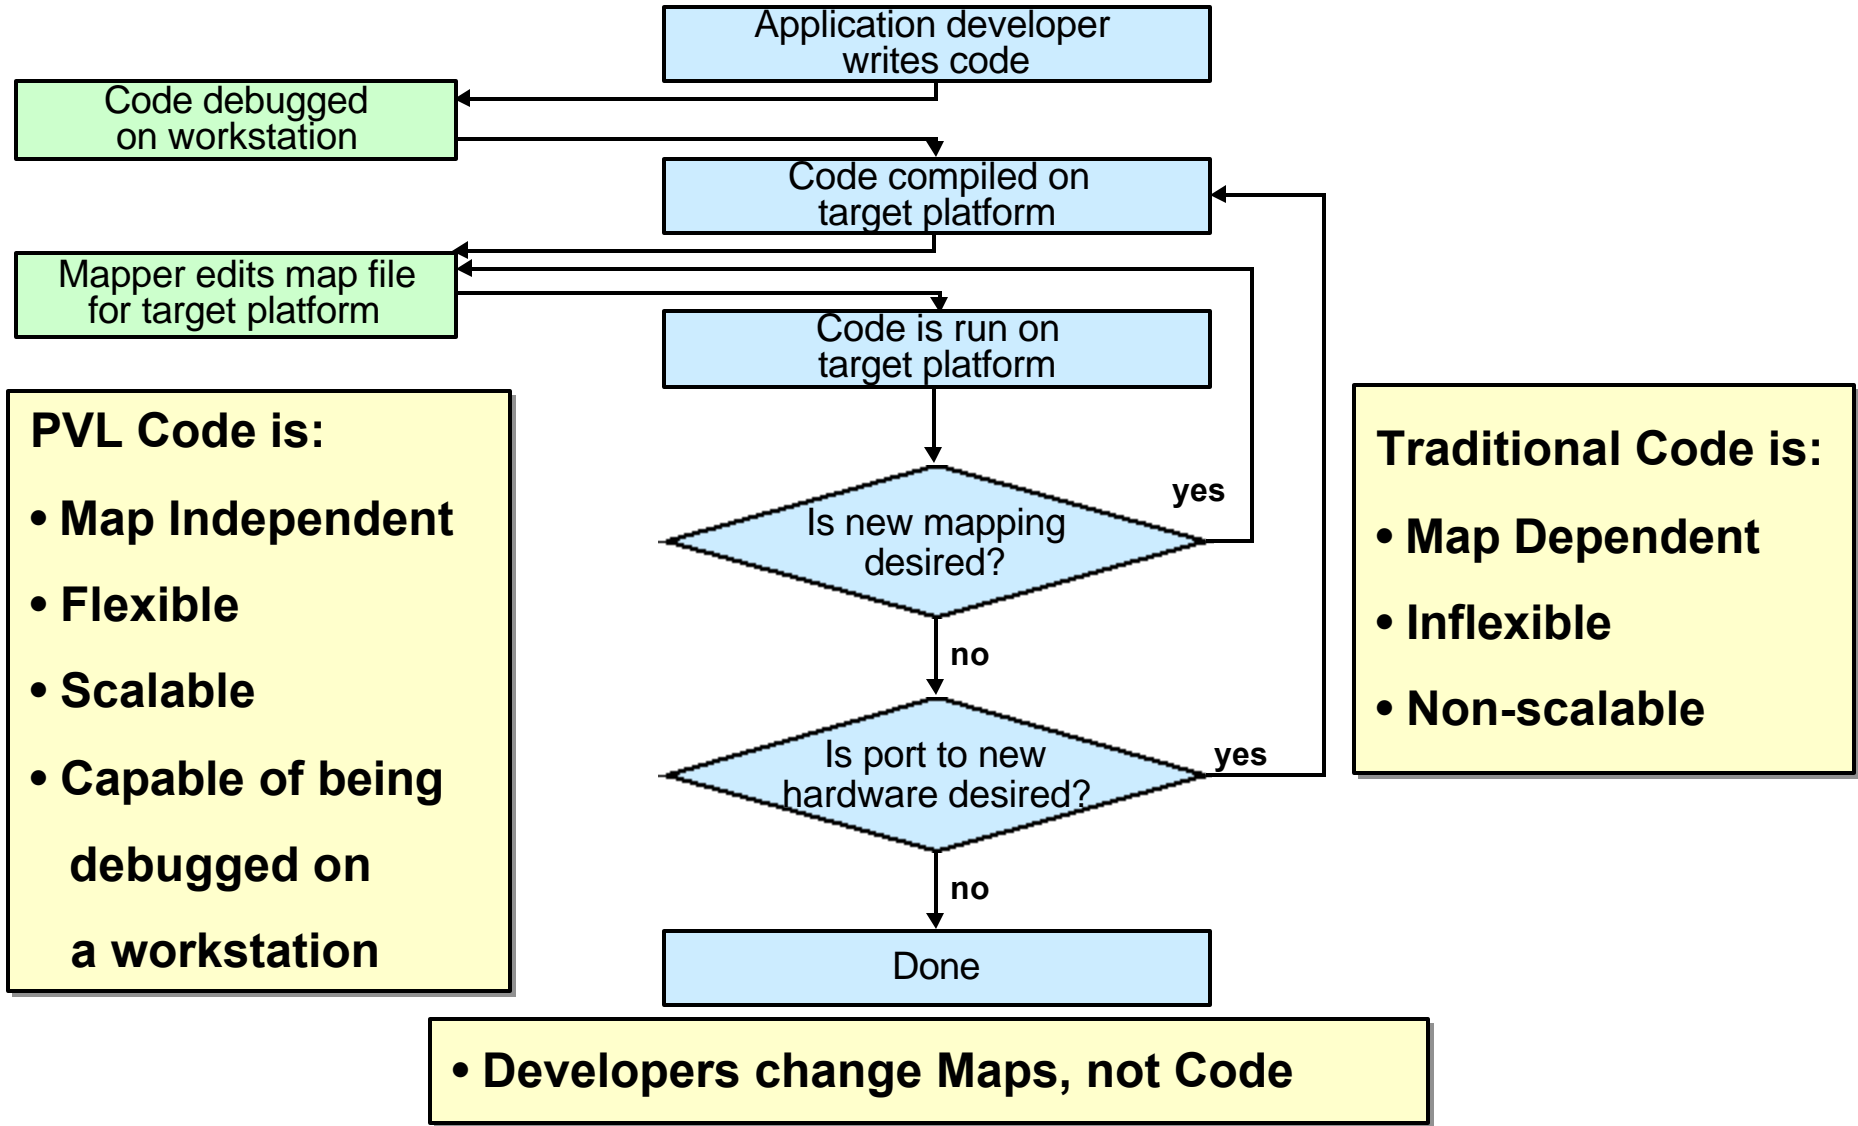 Application developer
writes code
Code debugged
on workstation
Code compiled on
target platform
Mapper edits map file
for target platform
Code is run on
target platform
PVL Code is:
• Map Independent
• Flexible
• Scalable
• Capable of being
debugged on
a workstation
Is new mapping
desired?
yes
no
Is port to new
hardware desired?
yes
no
Done
Traditional Code is:
• Map Dependent
• Inflexible
• Non-scalable
• Developers change Maps, not Code